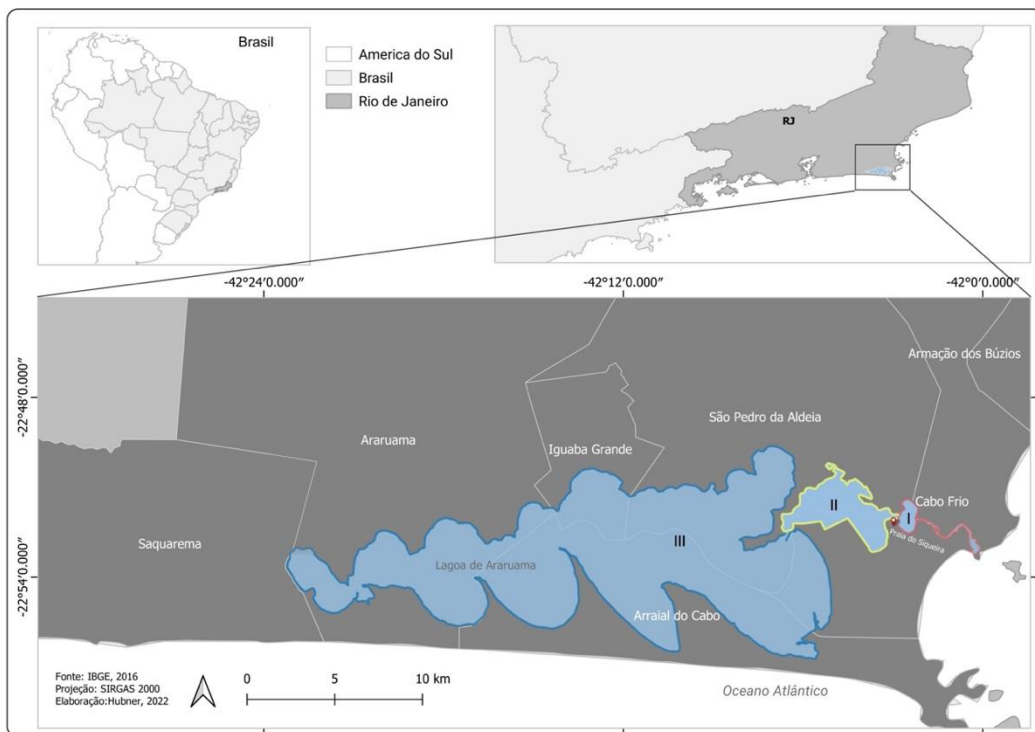 Brasil
America do Sul
Brasil
Rio de Janeiro
RJ
-42°24'0.000"
-42°12'0.000"
-42°0'0.000"
-22°48'0.000"
-22°54'0.000"
Armação dos Búzios
São Pedro da Aldeia
Araruama
Iguaba Grande
Cabo Frio
II
I
Praia do Siqueira
III
Saquarema
Lagoa de Araruama
Arraial do Cabo
Fonte: IBGE, 2016
Projeção: SIRGAS 2000
Elaboração:Hubner, 2022
0 5 10 km
Oceano Atlântico